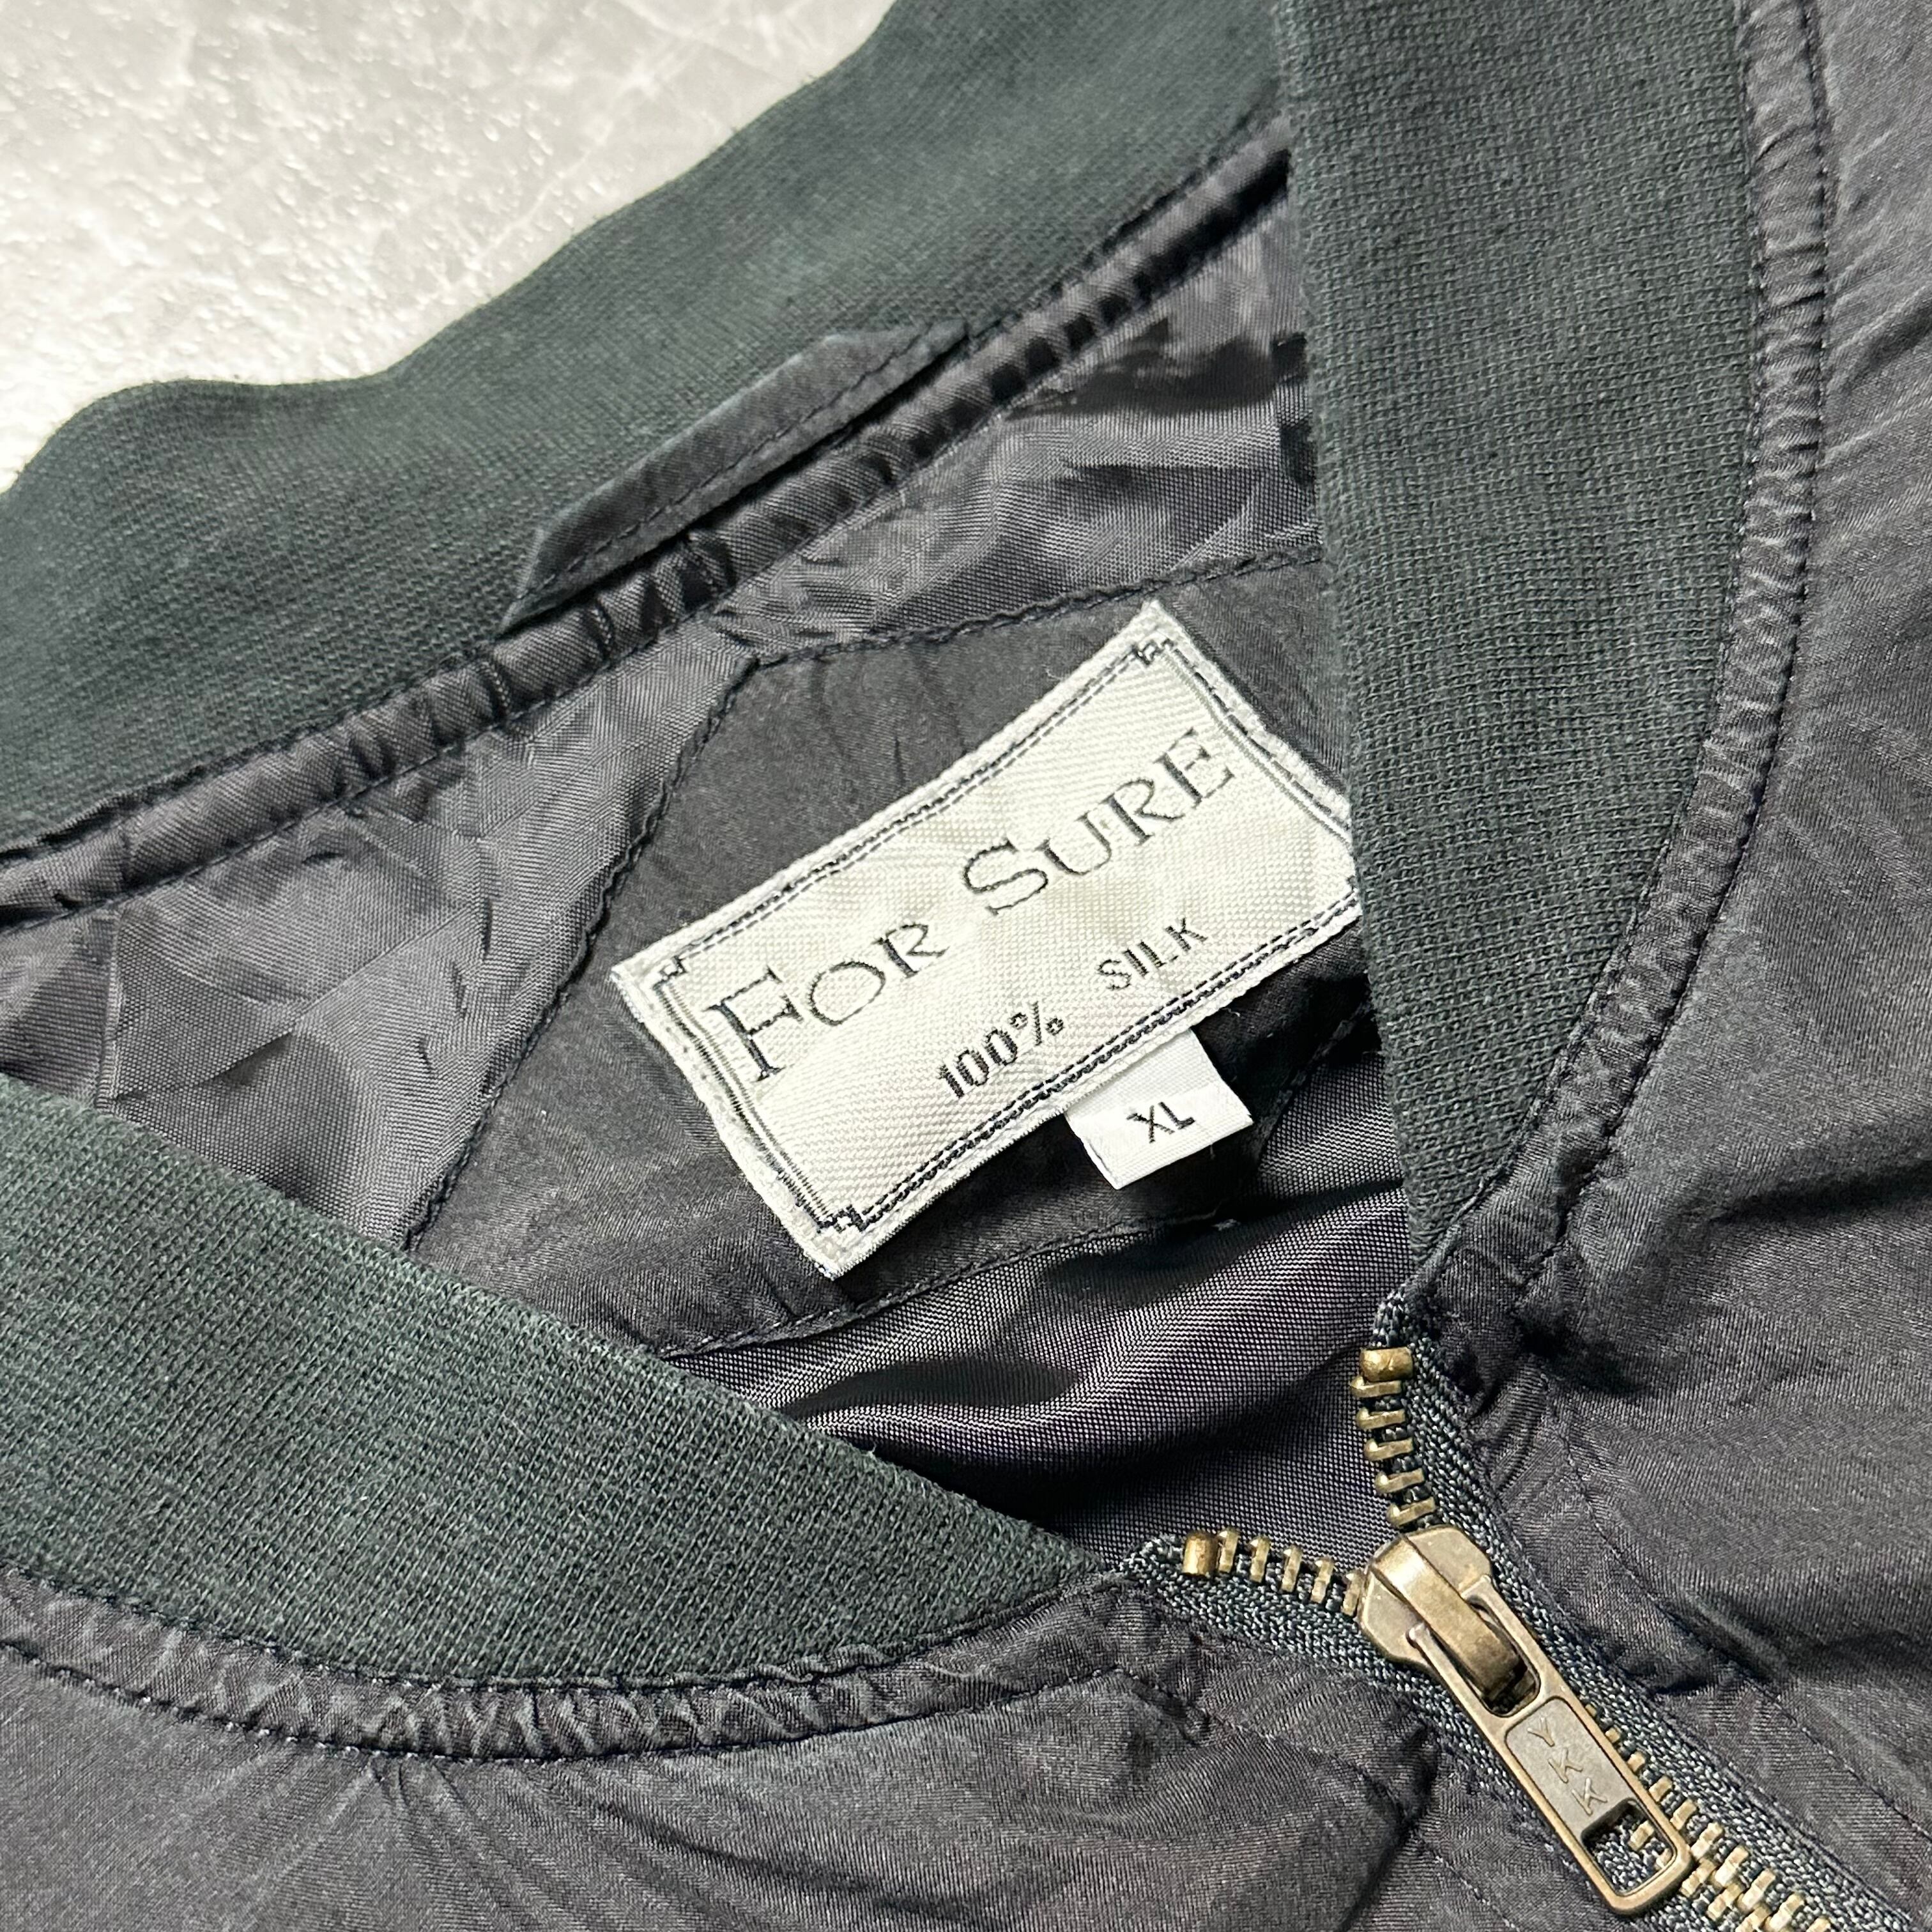 FOR SURE
100% SILK
XL
YKK